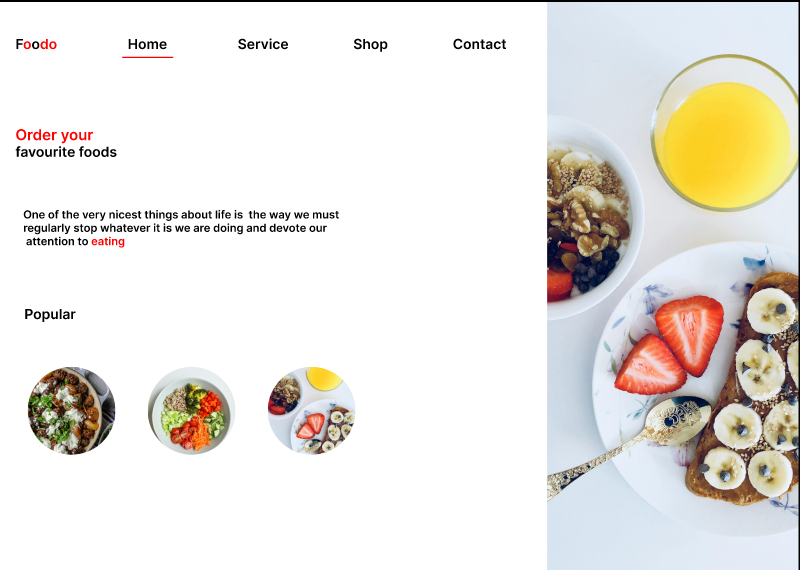 Foodo Home Service Shop Contact
Order your
favourite foods
One of the very nicest things about life is the way we must
regularly stop whatever it is we are doing and devote our
attention to eating
Popular